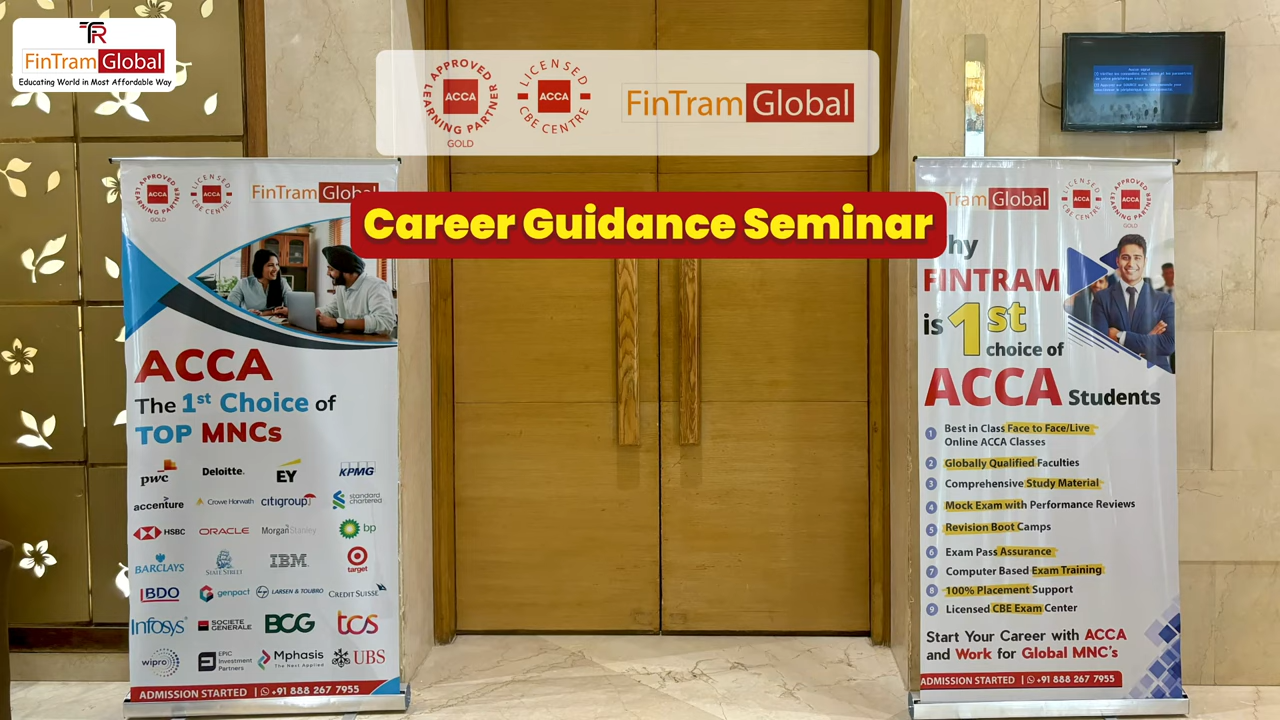 TR
FinTram Global
Educating World in Most Affordable Way
APPROVED LEARNING PARTNER
ACCA
GOLD
LICENSED CBE CENTRE
ACCA
FinTram Global
Career Guidance Seminar
APPROVED LEARNING PARTNER
ACCA
GOLD
LICENSED CBE CENTRE
ACCA
FinTram Global
ACCA
The 1st Choice of
TOP MNCs
pwc Deloitte. EY KPMG
accenture Crowe Horwath citigroup standard chartered
HSBC ORACLE Morgan Stanley bp
BARCLAYS STATE STREET IBM target
BDO genpact LARSEN & TOUBRO CREDIT SUISSE
Infosys SOCIETE GENERALE BCG tcs
wipro EPIC Investment Partners Mphasis The Next Applied UBS
ADMISSION STARTED | +91 888 267 7955
Tram Global
LICENSED CBE CENTRE
ACCA
APPROVED LEARNING PARTNER
ACCA
GOLD
hy
FINTRAM
is 1st
choice of
ACCA Students
1 Best in Class Face to Face/Live
Online ACCA Classes
2 Globally Qualified Faculties
3 Comprehensive Study Material
4 Mock Exam with Performance Reviews
5 Revision Boot Camps
6 Exam Pass Assurance
7 Computer Based Exam Training
8 100% Placement Support
9 Licensed CBE Exam Center
Start Your Career with ACCA
and Work for Global MNC's
ADMISSION STARTED | +91 888 267 7955